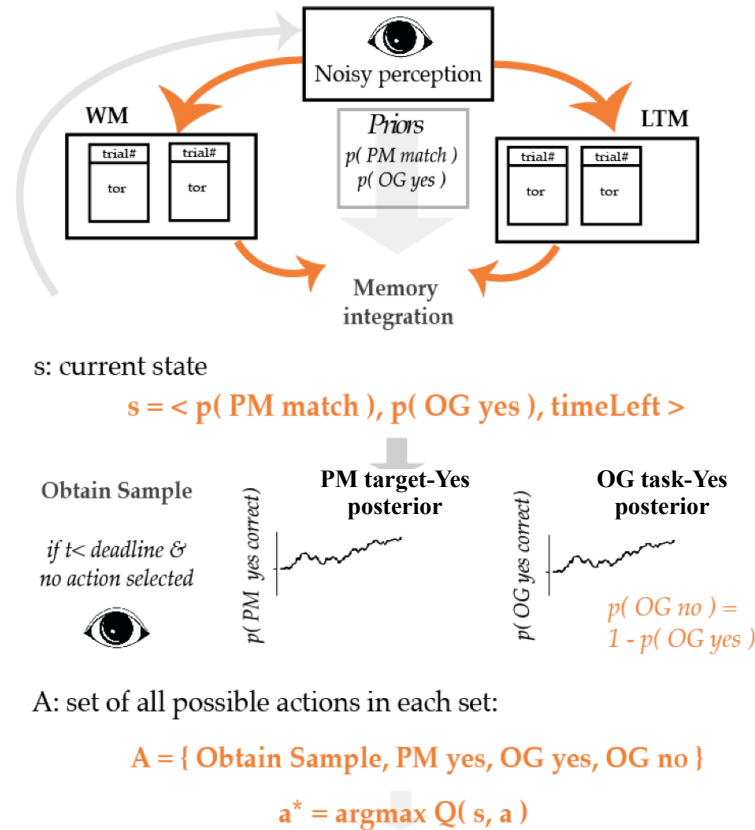 Noisy perception
WM
LTM
trial#
trial#
tor
tor
Priors
p( PM match )
p( OG yes )
trial#
trial#
tor
tor
Memory
integration
s: current state
s = < p( PM match ), p( OG yes ), timeLeft >
Obtain Sample
if t< deadline &
no action selected
PM target-Yes
posterior
p( PM yes correct)
OG task-Yes
posterior
p( OG yes correct)
p( OG no ) =
1 - p( OG yes )
A: set of all possible actions in each set:
A = { Obtain Sample, PM yes, OG yes, OG no }
a* = argmax Q( s, a )